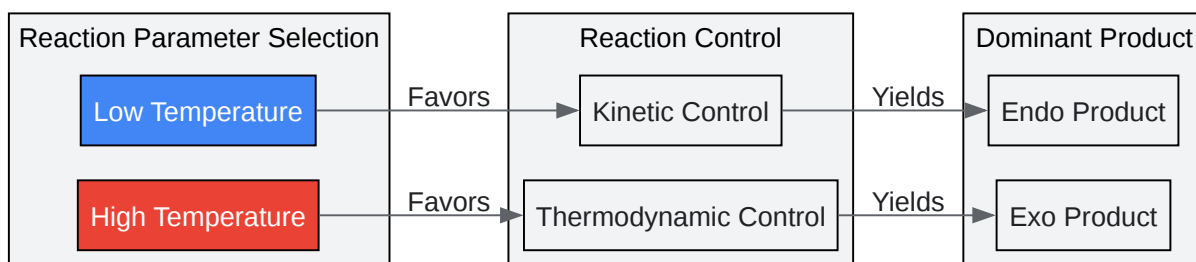 Reaction Parameter Selection
Reaction Control
Dominant Product
Low Temperature
Favors
Kinetic Control
Yields
Endo Product
High Temperature
Favors
Thermodynamic Control
Yields
Exo Product